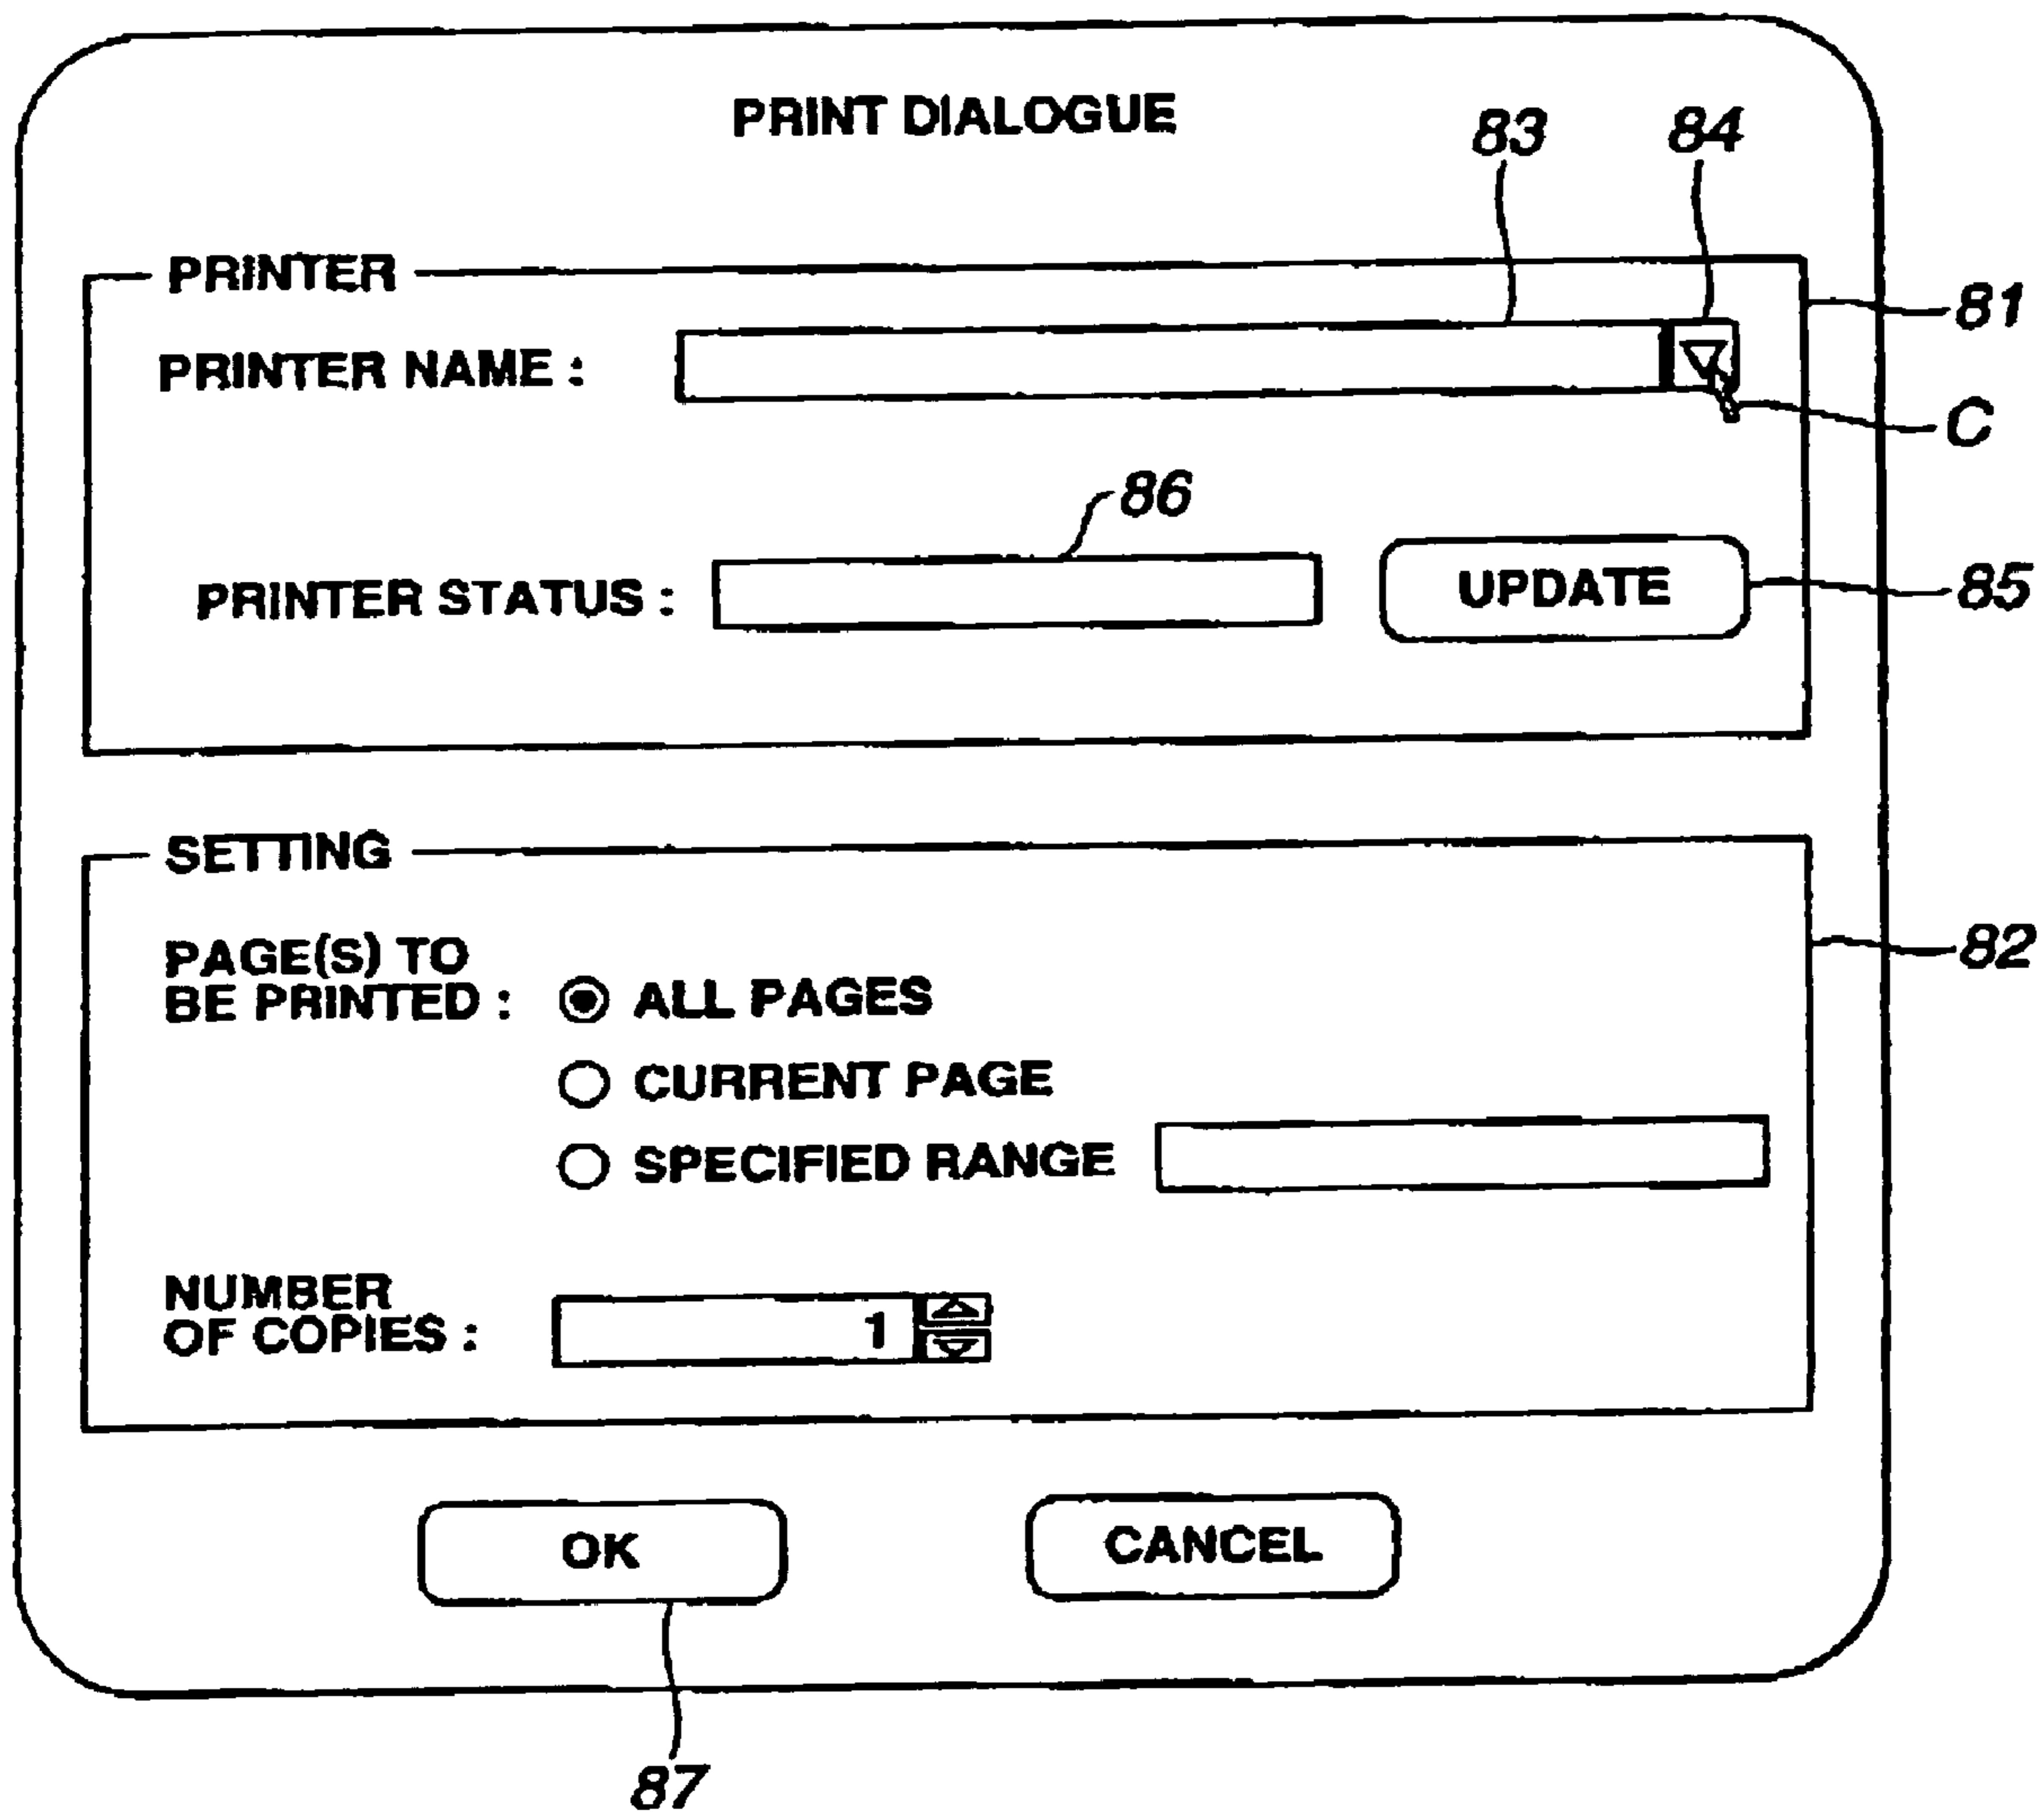 PRINT DIALOGUE
83
84
PRINTER
81
PRINTER NAME :
C
86
PRINTER STATUS :
UPDATE
85
SETTING
82
PAGE(S) TO
BE PRINTED :
ALL PAGES
CURRENT PAGE
SPECIFIED RANGE
NUMBER
OF COPIES :
1
OK
CANCEL
87